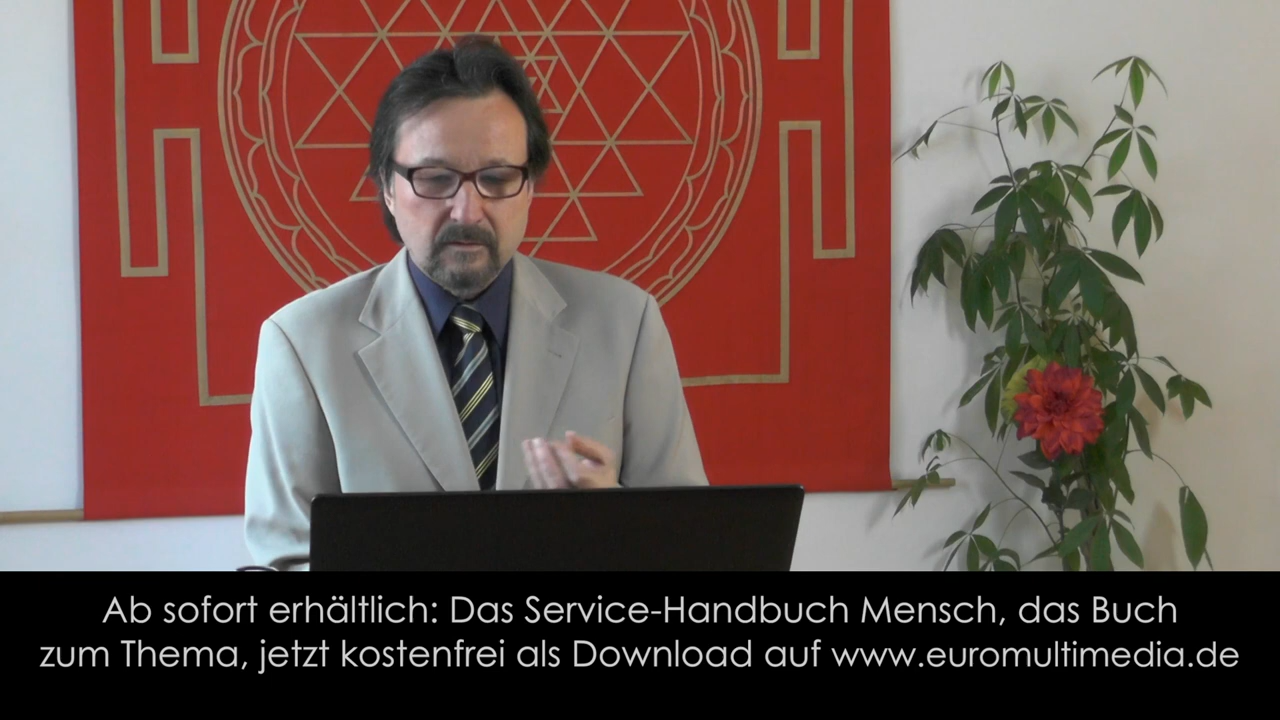 Ab sofort erhältlich: Das Service-Handbuch Mensch, das Buch
zum Thema, jetzt kostenfrei als Download auf www.euromultimedia.de